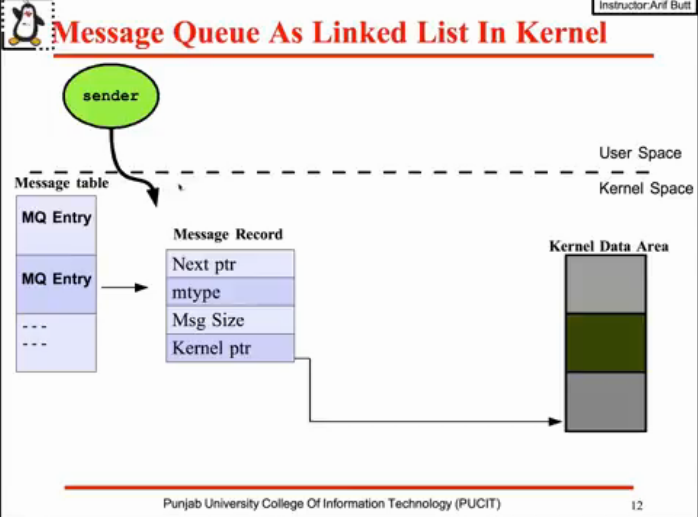 Instructor:Arif Butt
Message Queue As Linked List In Kernel
sender
User Space
Kernel Space
Message table
MQ Entry
MQ Entry
---
---
Message Record
Next ptr
mtype
Msg Size
Kernel ptr
Kernel Data Area
Punjab University College Of Information Technology (PUCIT)
12